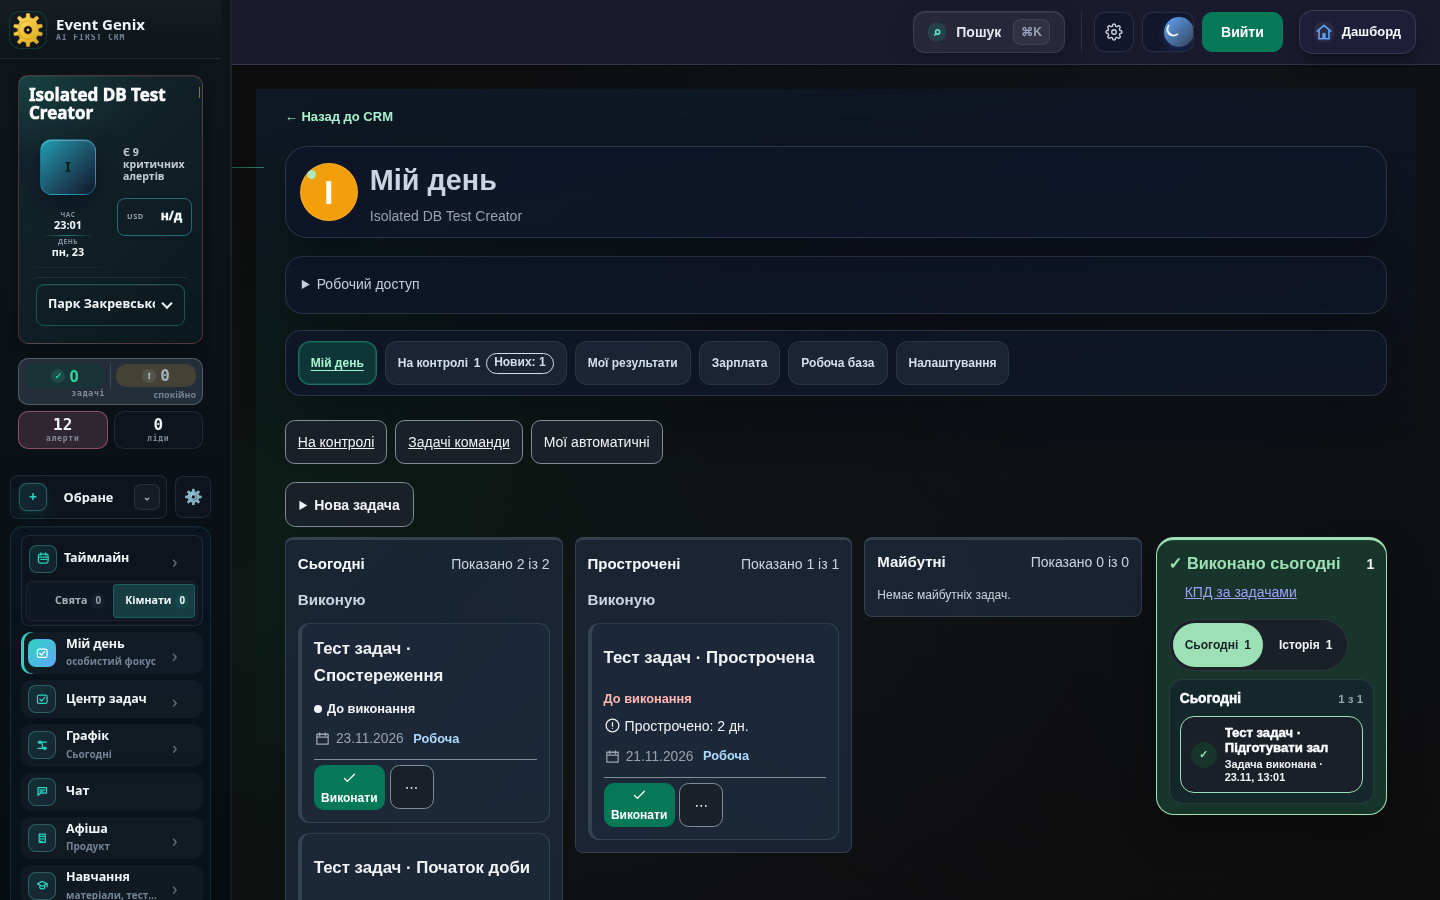 Event Genix
AI FIRST CRM
Isolated DB Test
Creator
I
Є 9
критичних
алертів
ЧАС
23:01
ДЕНЬ
пн, 23
USD н/д
✓ 0
задачі
! 0
спокійно
12
алерти
0
ліди
+ Обране
Таймлайн
Свята 0
Кімнати 0
Мій день
особистий фокус
Центр задач
Графік
Сьогодні
Чат
Афіша
Продукт
Навчання
матеріали, тест...
Пошук ⌘K
Вийти
Дашборд
← Назад до CRM
I
Мій день
Isolated DB Test Creator
▶ Робочий доступ
Мій день
На контролі 1 Нових: 1
Мої результати
Зарплата
Робоча база
Налаштування
На контролі
Задачі команди
Мої автоматичні
▶ Нова задача
Сьогодні Показано 2 із 2
Виконую
Тест задач ·
Спостереження
До виконання
23.11.2026 Робоча
Виконати
...
Тест задач · Початок доби
Прострочені Показано 1 із 1
Виконую
Тест задач · Прострочена
До виконання
Прострочено: 2 дн.
21.11.2026 Робоча
Виконати
...
Майбутні Показано 0 із 0
Немає майбутніх задач.
✓ Виконано сьогодні 1
КПД за задачами
Сьогодні 1
Історія 1
Сьогодні 1 з 1
✓
Тест задач ·
Підготувати зал
Задача виконана ·
23.11, 13:01